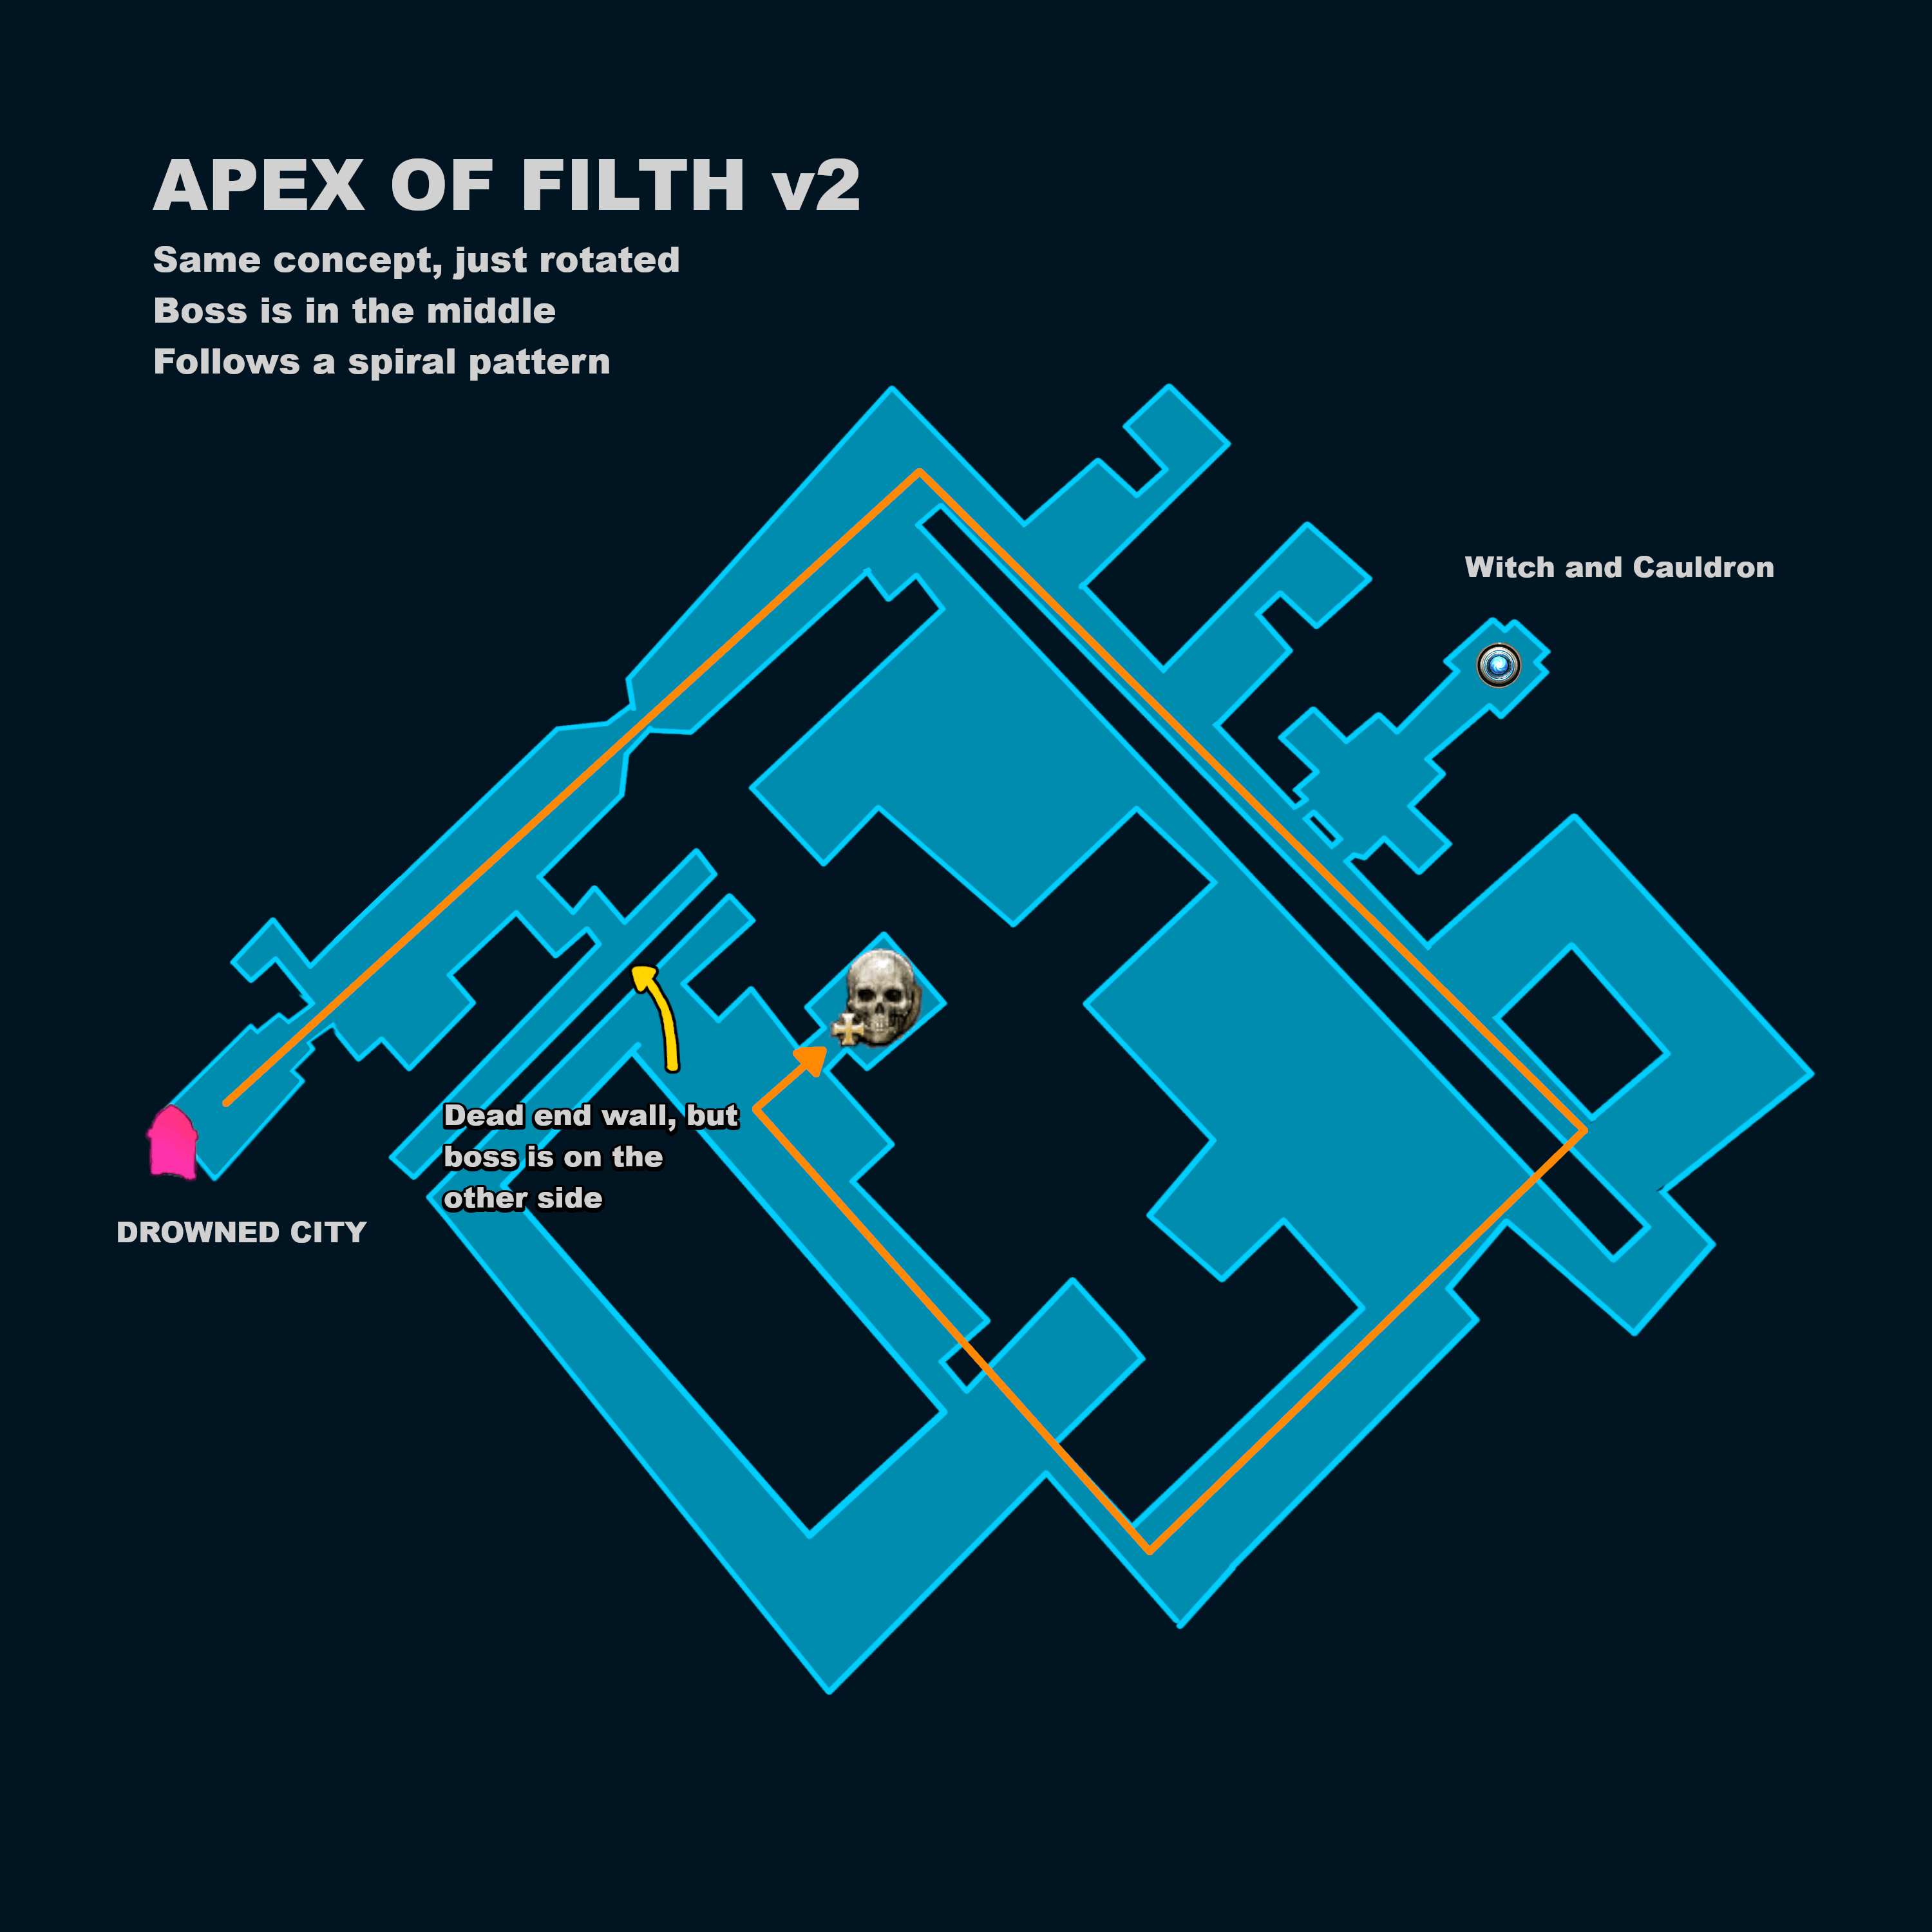 APEX OF FILTH v2
Same concept, just rotated
Boss is in the middle
Follows a spiral pattern
Witch and Cauldron
Dead end wall, but
boss is on the
other side
DROWNED CITY